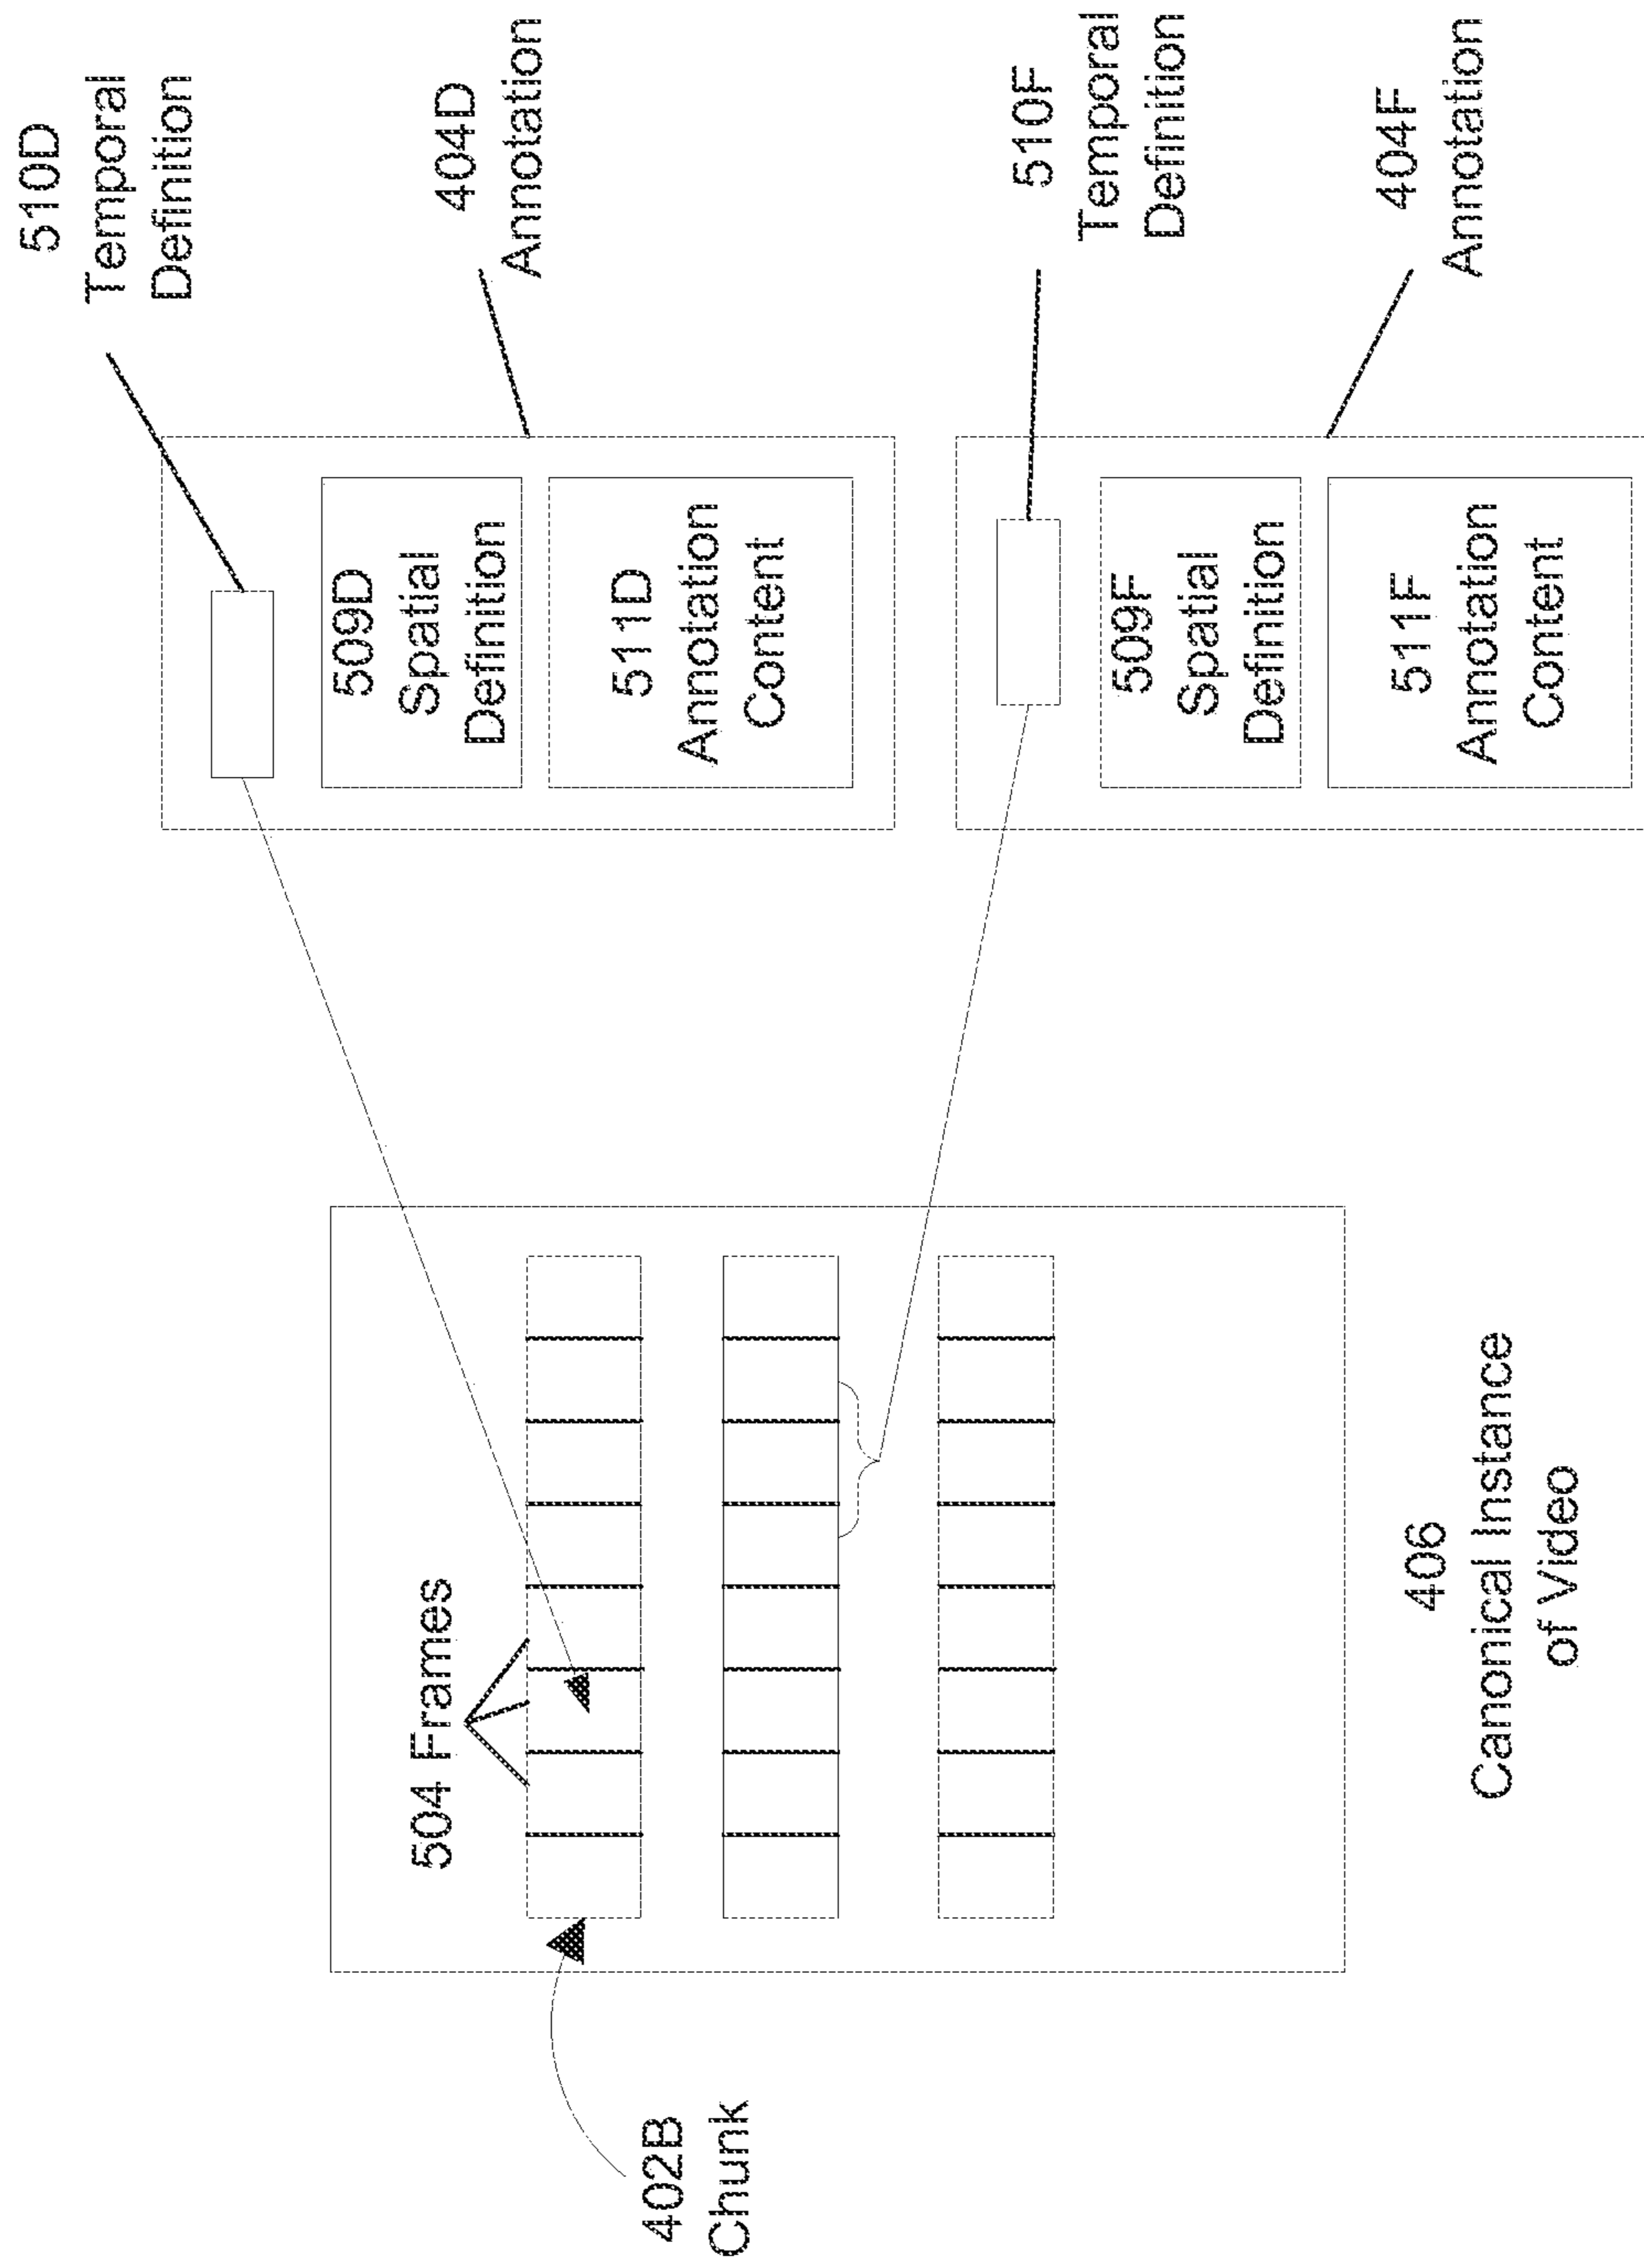 510D
Temporal
Definition
404D
Annotation
509D
Spatial
Definition
511D
Annotation
Content
510F
Temporal
Definition
404F
Annotation
509F
Spatial
Definition
511F
Annotation
Content
504 Frames
402B
Chunk
406
Canonical Instance
of Video